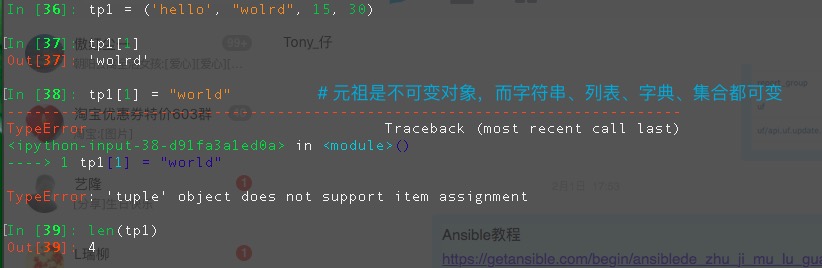 In [36]: tp1 = ('hello', "wolrd", 15, 30)
In [37]: tp1[1]
Out[37]: 'wolrd'
Tony_仔
99+
In [38]: tp1[1] = "world"
# 元祖是不可变对象，而字符串、列表、字典、集合都可变
淘宝优惠券特价603群
TypeError Traceback (most recent call last)
<ipython-input-38-d91fa3a1ed0a> in <module>()
----> 1 tp1[1] = "world"
艺隆
1
TypeError: 'tuple' object does not support item assignment
In [39]: len(tp1)
Out[39]: 4
L瑞柳
1
Ansible教程
https://getansible.com/begin/ansiblede_zhu_ji_mu_lu_gua